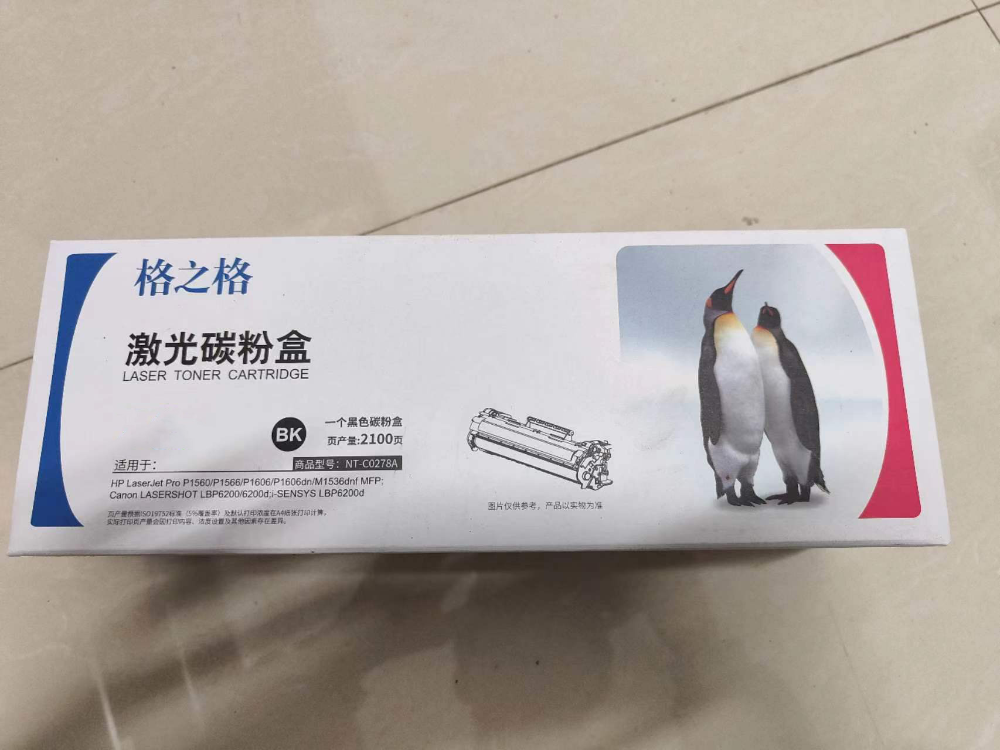 格之格
激光碳粉盒
LASER TONER CARTRIDGE
BK
一个黑色碳粉盒
页产量:2100页
适用于:
商品型号: NT-C0278A
HP LaserJet Pro P1560/P1566/P1606/P1606dn/M1536dnf MFP;
Canon LASERSHOT LBP6200/6200d;i-SENSYS LBP6200d
页产量根据ISO19752标准（5%覆盖率）及默认打印浓度在A4纸张打印计算，
实际打印页产量会因打印内容、浓度设置及其他因素存在差异。
图片仅供参考，产品以实物为准